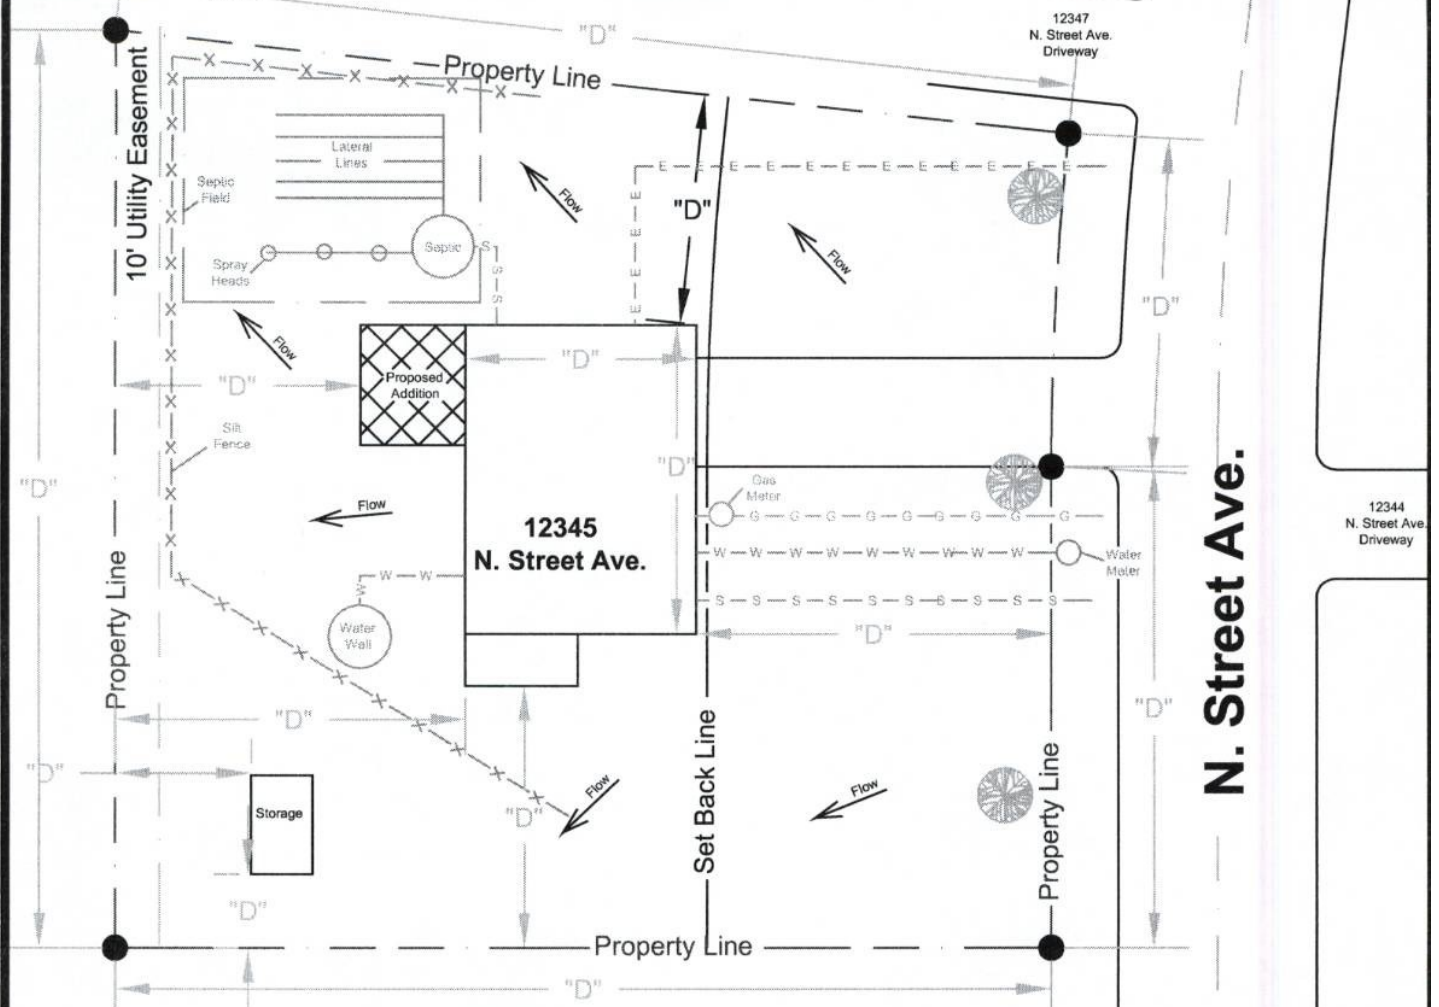 12347
N. Street Ave.
Driveway
"D"
Property Line
10' Utility Easement
Lateral
Lines
Septic
Field
Flow
E E E E E E E E E E E E
"D"
Flow
Septic
S
S
S
Spray
Heads
E
E
E
E
"D"
Flow
"D"
"D"
Proposed
Addition
Silt
Fence
"D"
"D"
Gas
Meter
12344
N. Street Ave.
Driveway
Flow
G G G G G G G G G
12345
N. Street Ave.
W W W W W W W W W
Water
Meter
W W
W
S S S S S S S S S S
Water
Wall
"D"
Property Line
N. Street Ave.
"D"
"D"
Set Back Line
Property Line
"D"
Flow
Flow
Storage
"D"
"D"
Property Line
"D"